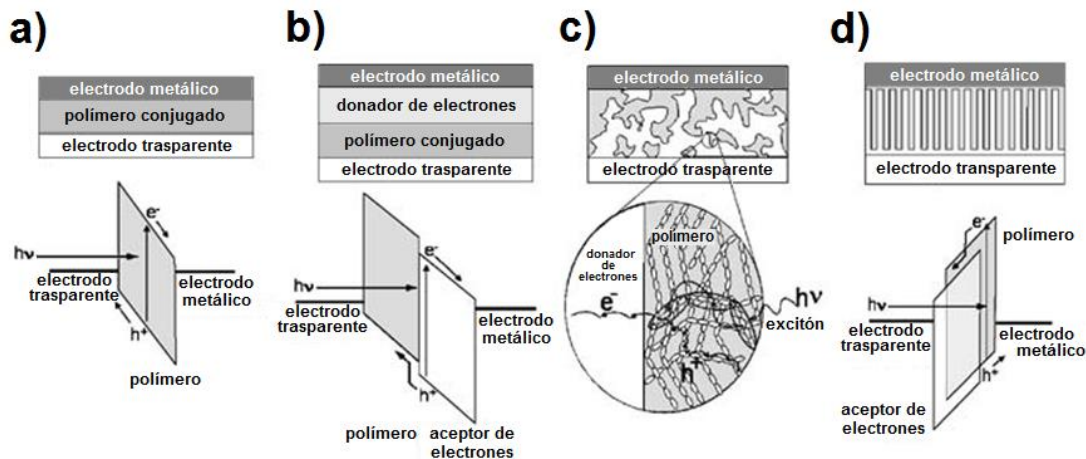 a)
electrodo metálico
polímero conjugado
electrodo trasparente
e-
hν
electrodo
trasparente
electrodo
metálico
h+
polímero
b)
electrodo metálico
donador de electrones
polímero conjugado
electrodo trasparente
e-
hν
electrodo
trasparente
electrodo
metálico
h+
polímero
aceptor de
electrones
c)
electrodo metálico
electrodo trasparente
polímero
donador
de
electrones
e-
hν
excitón
h+
d)
electrodo metálico
electrodo transparente
e-
polímero
hν
electrodo
trasparente
electrodo
metálico
h+
aceptor de
electrones